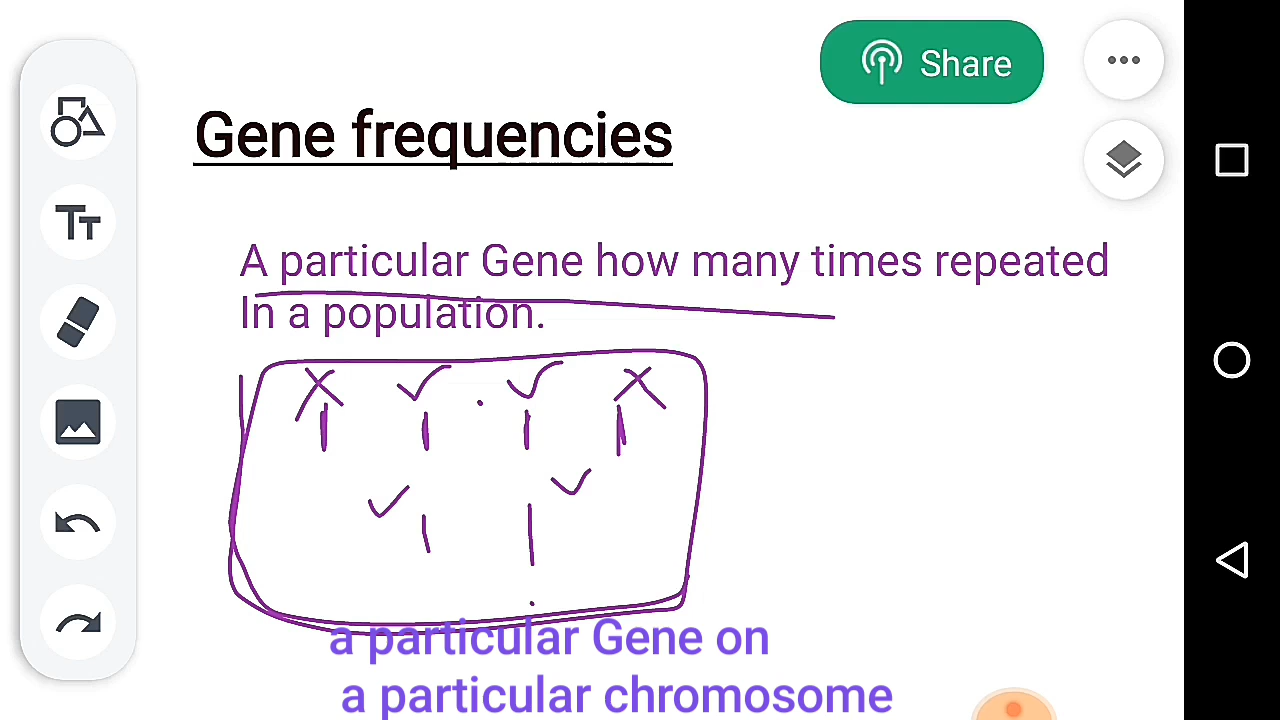 Share
Gene frequencies
A particular Gene how many times repeated
In a population.
a particular Gene on
a particular chromosome